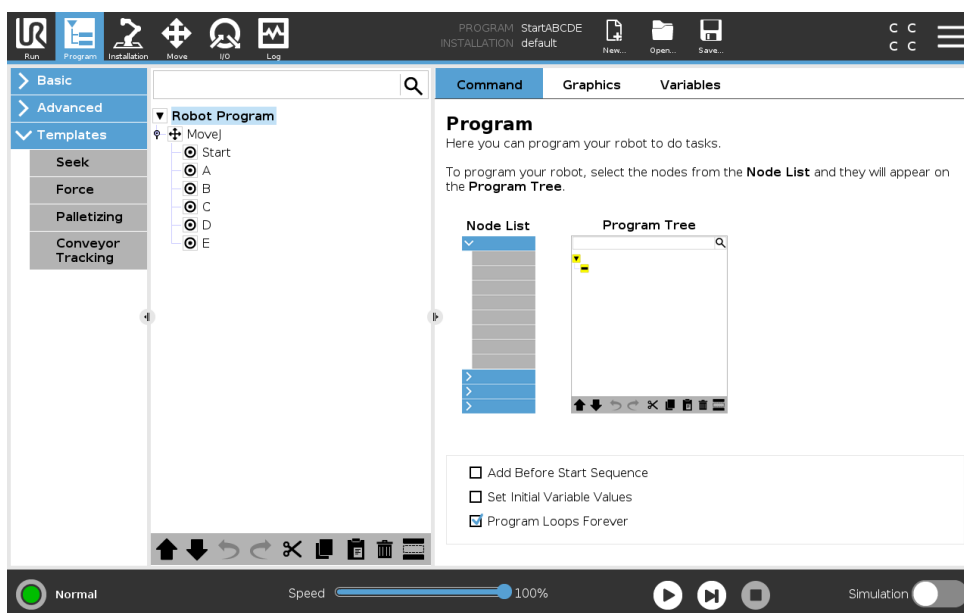 UR
PROGRAM StartABCDE
INSTALLATION default
C C
C C
Run
Program
Installation
Move
I/O
Log
New...
Open...
Save...
Basic
Advanced
Templates
Seek
Force
Palletizing
Conveyor
Tracking
Robot Program
MoveJ
Start
A
B
C
D
E
Command
Graphics
Variables
Program
Here you can program your robot to do tasks.
To program your robot, select the nodes from the Node List and they will appear on
the Program Tree.
Node List
Program Tree
Add Before Start Sequence
Set Initial Variable Values
Program Loops Forever
Normal
Speed
100%
Simulation